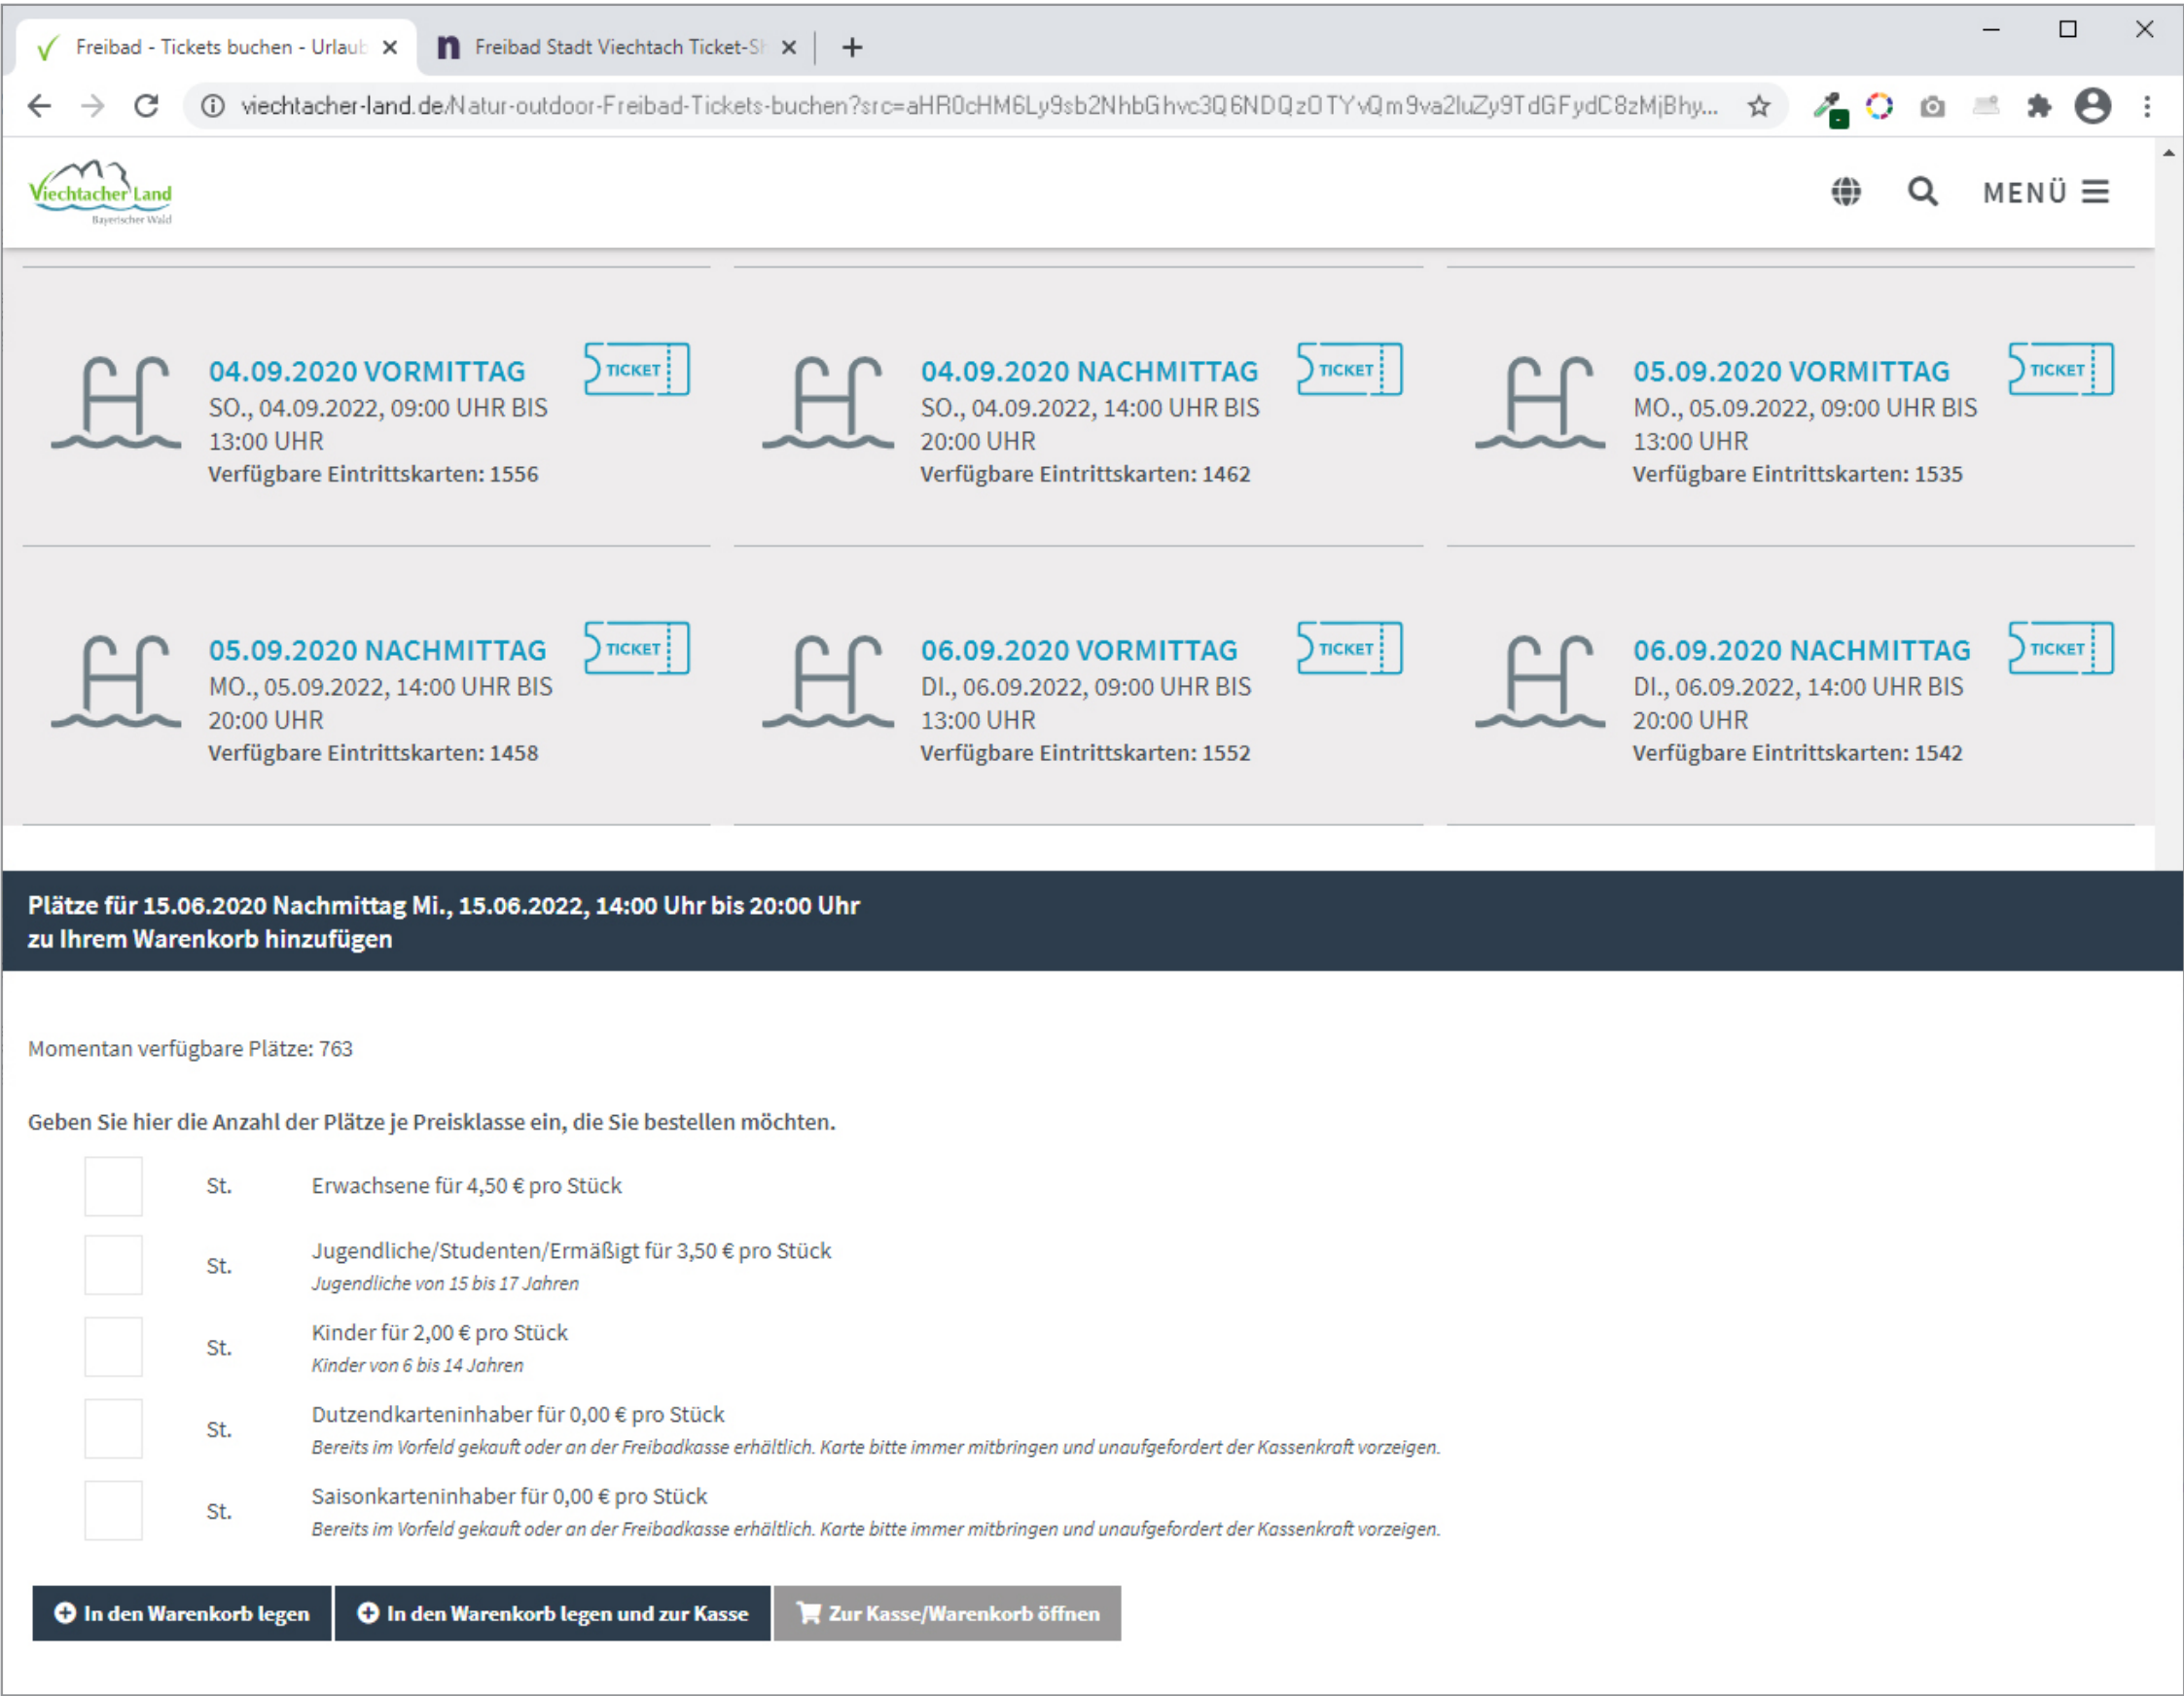 Freibad - Tickets buchen - Urlaub
Freibad Stadt Viechtach Ticket-Sh
viechtacher-land.de/Natur-outdoor-Freibad-Tickets-buchen?src=aHR0cHM6Ly9sb2NhbGhvc3Q6NDQzOTYvQm9va2luZy9TdGFydC8zMjBhy...
Viechtacher Land
Bayerischer Wald
MENÜ
04.09.2020 VORMITTAG
SO., 04.09.2022, 09:00 UHR BIS
13:00 UHR
Verfügbare Eintrittskarten: 1556
TICKET
04.09.2020 NACHMITTAG
SO., 04.09.2022, 14:00 UHR BIS
20:00 UHR
Verfügbare Eintrittskarten: 1462
TICKET
05.09.2020 VORMITTAG
MO., 05.09.2022, 09:00 UHR BIS
13:00 UHR
Verfügbare Eintrittskarten: 1535
TICKET
05.09.2020 NACHMITTAG
MO., 05.09.2022, 14:00 UHR BIS
20:00 UHR
Verfügbare Eintrittskarten: 1458
TICKET
06.09.2020 VORMITTAG
DI., 06.09.2022, 09:00 UHR BIS
13:00 UHR
Verfügbare Eintrittskarten: 1552
TICKET
06.09.2020 NACHMITTAG
DI., 06.09.2022, 14:00 UHR BIS
20:00 UHR
Verfügbare Eintrittskarten: 1542
TICKET
Plätze für 15.06.2020 Nachmittag Mi., 15.06.2022, 14:00 Uhr bis 20:00 Uhr
zu Ihrem Warenkorb hinzufügen
Momentan verfügbare Plätze: 763
Geben Sie hier die Anzahl der Plätze je Preisklasse ein, die Sie bestellen möchten.
St. Erwachsene für 4,50 € pro Stück
St. Jugendliche/Studenten/Ermäßigt für 3,50 € pro Stück
Jugendliche von 15 bis 17 Jahren
St. Kinder für 2,00 € pro Stück
Kinder von 6 bis 14 Jahren
St. Dutzendkarteninhaber für 0,00 € pro Stück
Bereits im Vorfeld gekauft oder an der Freibadkasse erhältlich. Karte bitte immer mitbringen und unaufgefordert der Kassenkraft vorzeigen.
St. Saisonkarteninhaber für 0,00 € pro Stück
Bereits im Vorfeld gekauft oder an der Freibadkasse erhältlich. Karte bitte immer mitbringen und unaufgefordert der Kassenkraft vorzeigen.
In den Warenkorb legen
In den Warenkorb legen und zur Kasse
Zur Kasse/Warenkorb öffnen